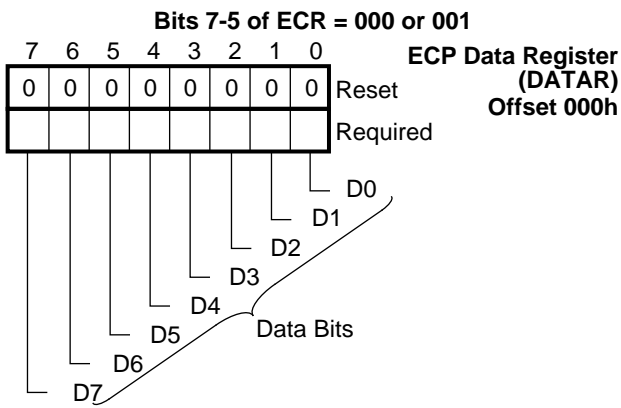 Bits 7-5 of ECR = 000 or 001
7 6 5 4 3 2 1 0
ECP Data Register
(DATAR)
Offset 000h
0 0 0 0 0 0 0 0 Reset
Required
D0
D1
D2
D3
D4
D5
D6
D7
Data Bits